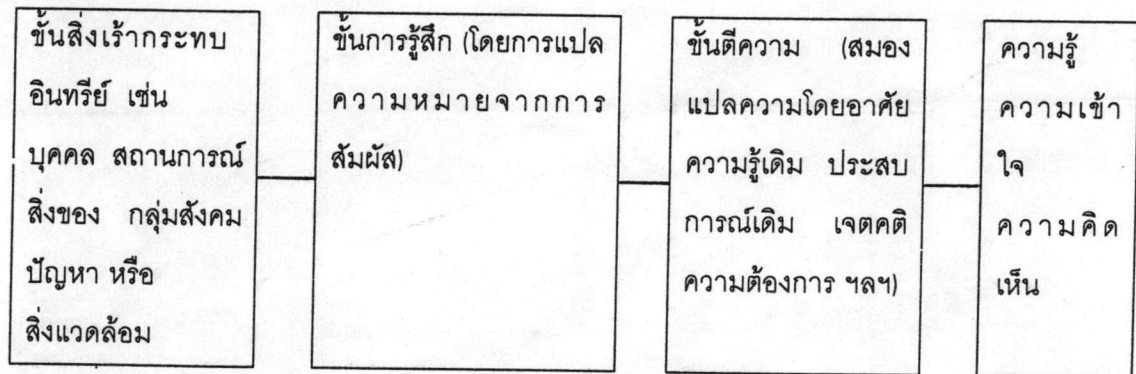 ขั้นสิ่งเร้ากระทบ
อินทรีย์ เช่น
บุคคล สถานการณ์
สิ่งของ กลุ่มสังคม
ปัญหา หรือ
สิ่งแวดล้อม
ขั้นการรู้สึก (โดยการแปล
ความหมายจากการ
สัมผัส)
ขั้นตีความ (สมอง
แปลความโดยอาศัย
ความรู้เดิม ประสบ
การณ์เดิม เจตคติ
ความต้องการ ฯลฯ)
ความรู้
ความเข้า
ใจ
ความคิด
เห็น